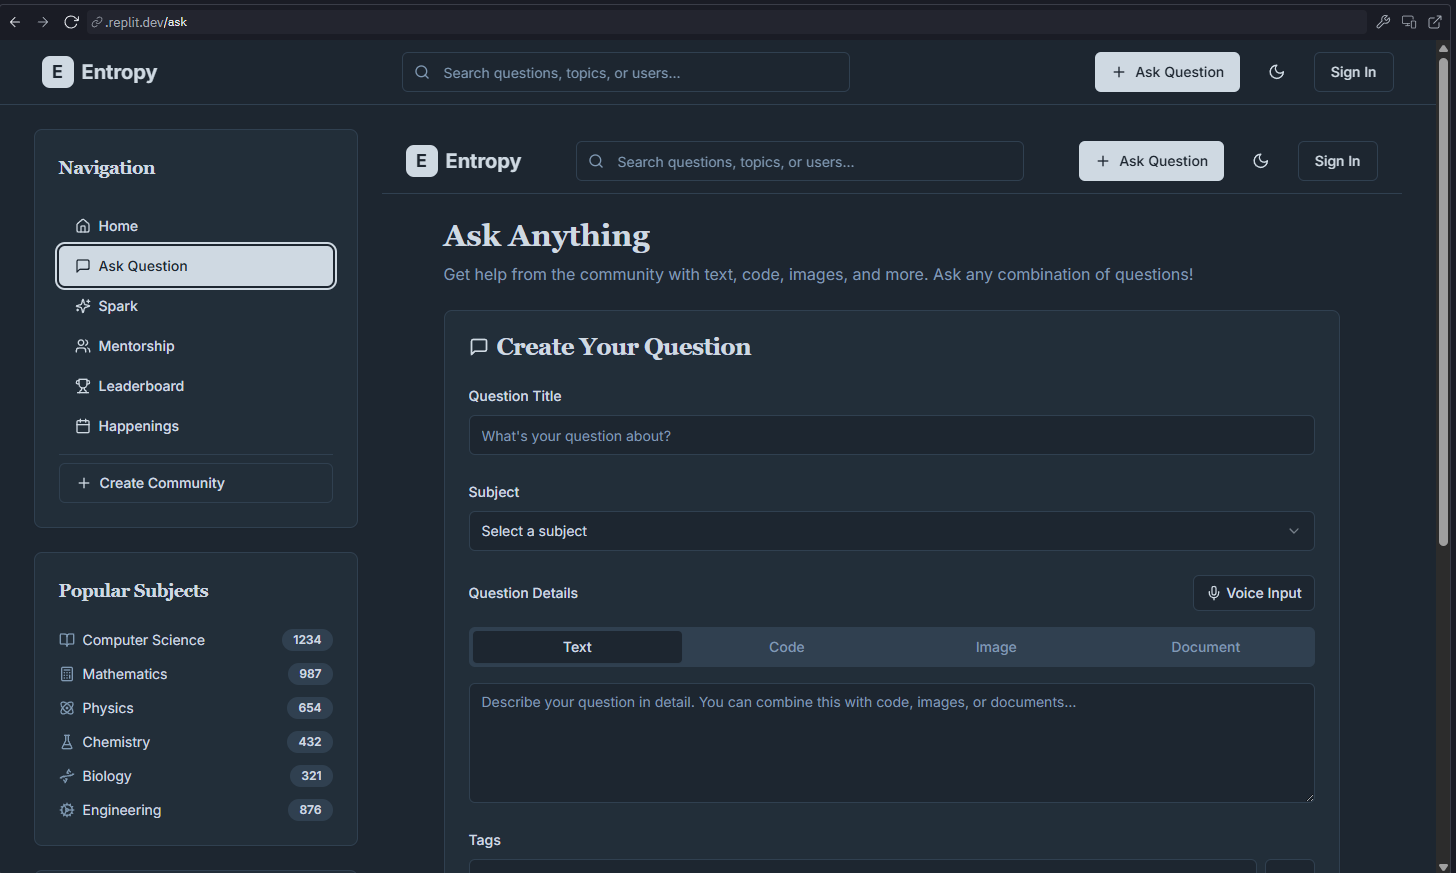 .replit.dev/ask
E Entropy
Search questions, topics, or users...
+ Ask Question
Sign In
Navigation
Home
Ask Question
Spark
Mentorship
Leaderboard
Happenings
+ Create Community
Popular Subjects
Computer Science 1234
Mathematics 987
Physics 654
Chemistry 432
Biology 321
Engineering 876
E Entropy
Search questions, topics, or users...
+ Ask Question
Sign In
Ask Anything
Get help from the community with text, code, images, and more. Ask any combination of questions!
Create Your Question
Question Title
What's your question about?
Subject
Select a subject
Question Details
Voice Input
Text Code Image Document
Describe your question in detail. You can combine this with code, images, or documents...
Tags